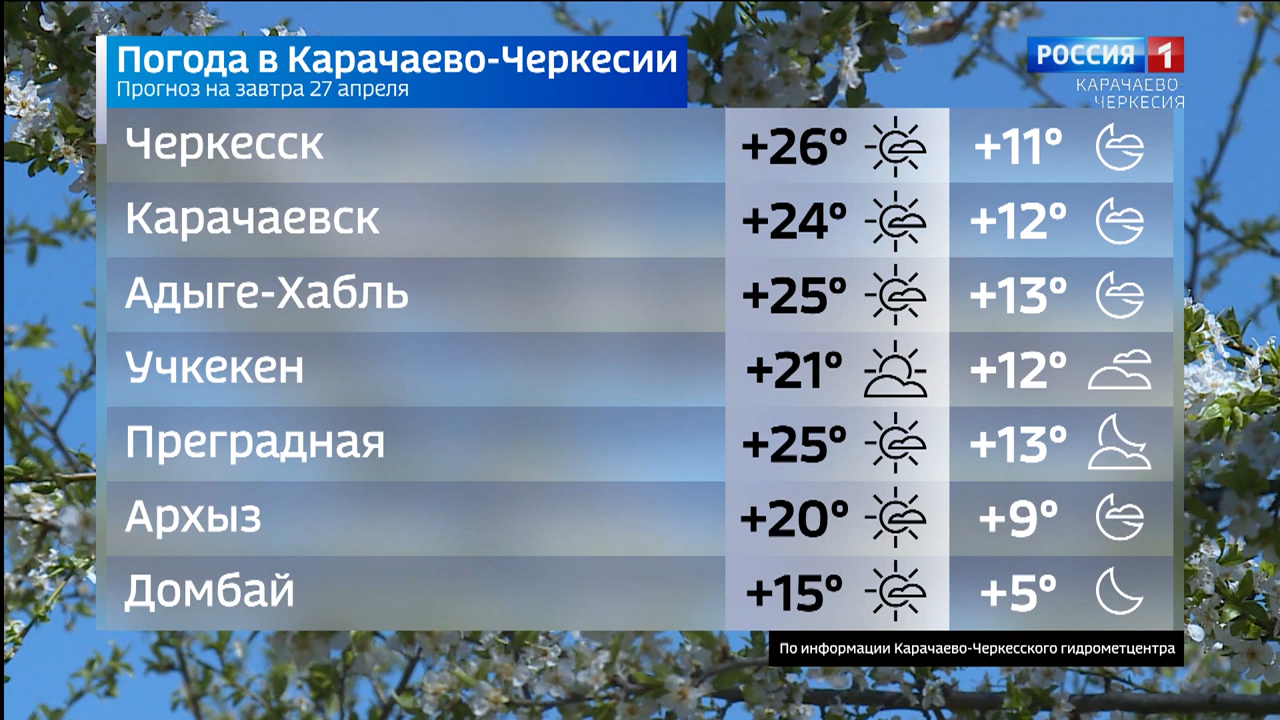 Погода в Карачаево-Черкесии
Прогноз на завтра 27 апреля
РОССИЯ 1
КАРАЧАЕВО-
ЧЕРКЕСИЯ
Черкесск +26° +11°
Карачаевск +24° +12°
Адыге-Хабль +25° +13°
Учкекен +21° +12°
Преградная +25° +13°
Архыз +20° +9°
Домбай +15° +5°
По информации Карачаево-Черкесского гидрометцентра